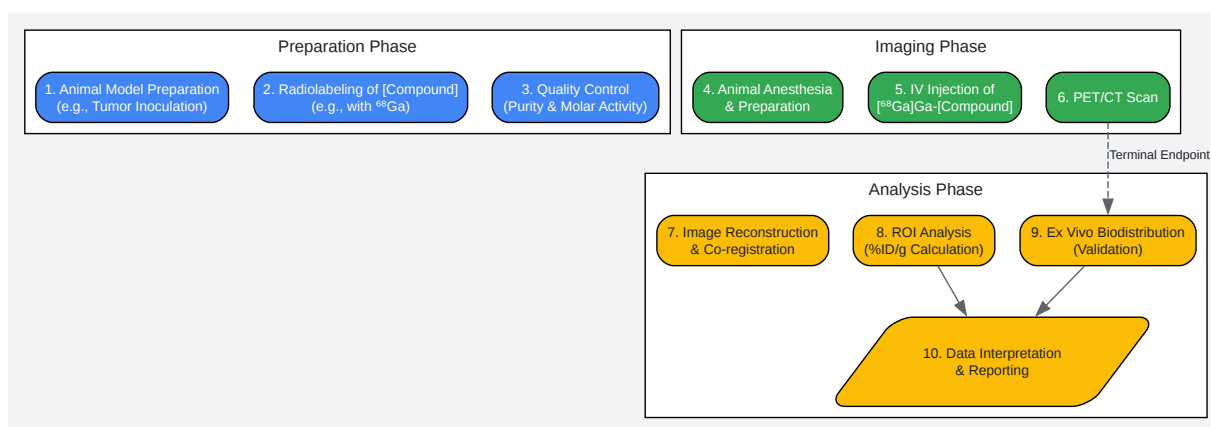 Preparation Phase
1. Animal Model Preparation
(e.g., Tumor Inoculation)
2. Radiolabeling of [Compound]
(e.g., with ⁶⁸Ga)
3. Quality Control
(Purity & Molar Activity)
Imaging Phase
4. Animal Anesthesia
& Preparation
5. IV Injection of
[⁶⁸Ga]Ga-[Compound]
6. PET/CT Scan
Terminal Endpoint
Analysis Phase
7. Image Reconstruction
& Co-registration
8. ROI Analysis
(%ID/g Calculation)
9. Ex Vivo Biodistribution
(Validation)
10. Data Interpretation
& Reporting